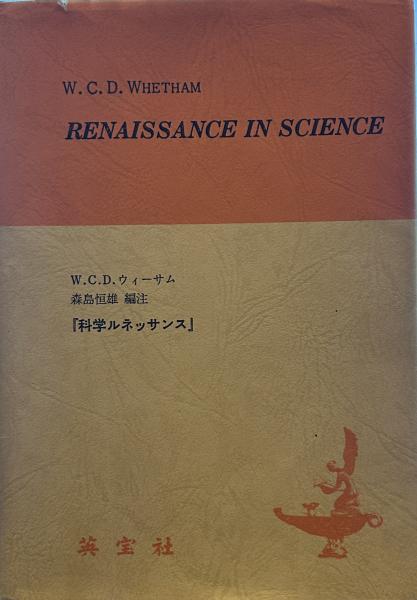 W. C. D. WHETHAM
RENAISSANCE IN SCIENCE
W.C.D. ウィーサム
森島恒雄 編注
『科学ルネッサンス』
英宝社